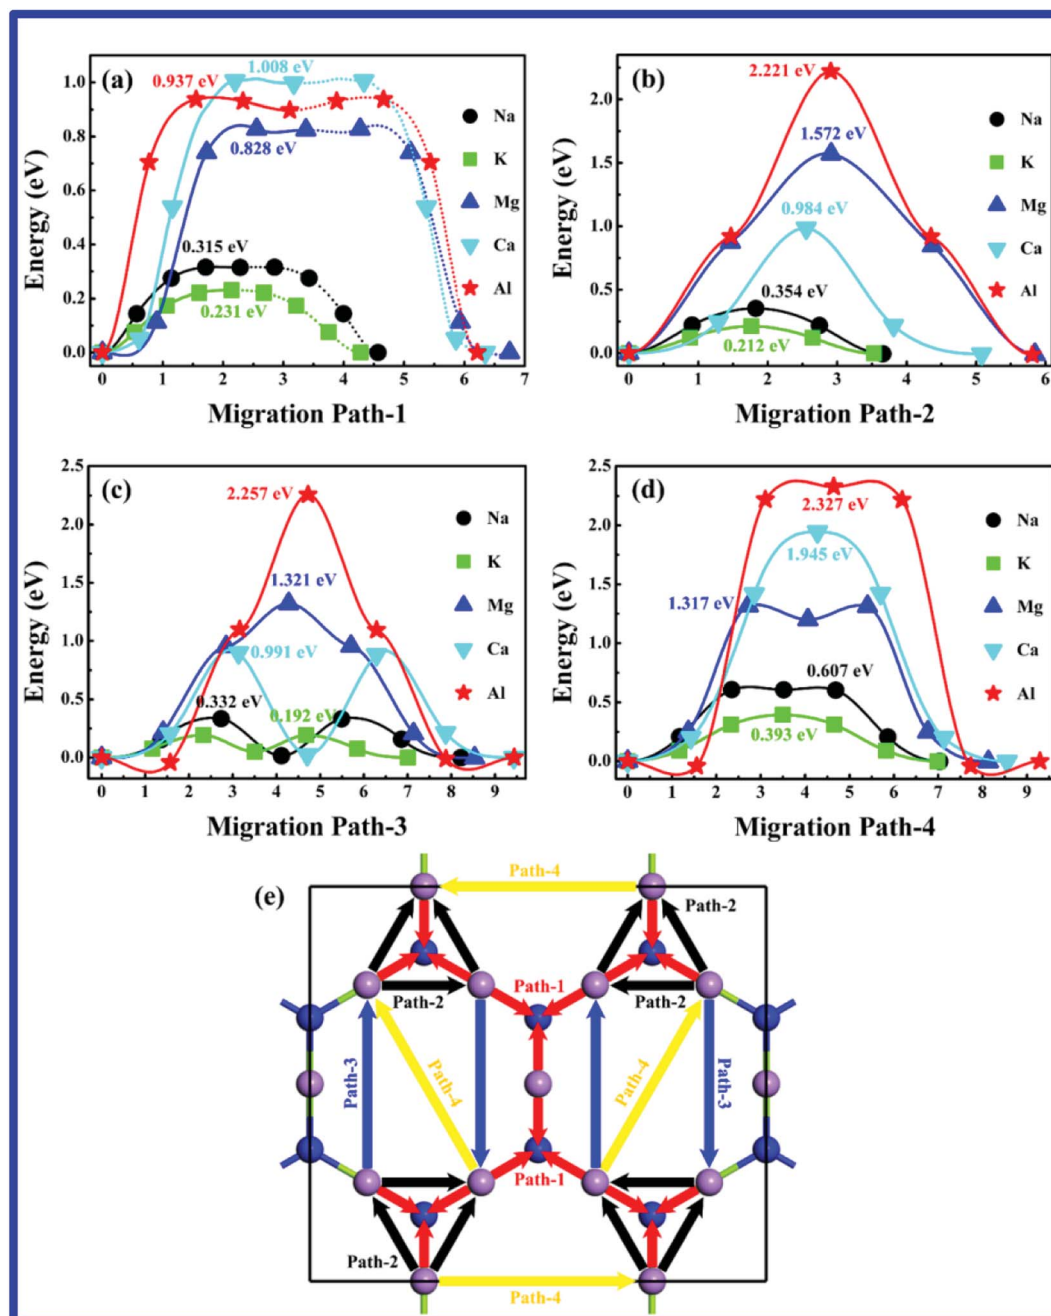 (a)
0.937 eV
1.008 eV
0.828 eV
0.315 eV
0.231 eV
Na
K
Mg
Ca
Al
Energy (eV)
1.0
0.8
0.6
0.4
0.2
0.0
0 1 2 3 4 5 6 7
Migration Path-1
(b)
2.221 eV
1.572 eV
0.984 eV
0.354 eV
0.212 eV
Na
K
Mg
Ca
Al
Energy (eV)
2.0
1.5
1.0
0.5
0.0
0 1 2 3 4 5 6
Migration Path-2
(c)
2.257 eV
1.321 eV
0.991 eV
0.332 eV
0.192 eV
Na
K
Mg
Ca
Al
Energy (eV)
2.5
2.0
1.5
1.0
0.5
0.0
0 1 2 3 4 5 6 7 8 9
Migration Path-3
(d)
2.327 eV
1.945 eV
1.317 eV
0.607 eV
0.393 eV
Na
K
Mg
Ca
Al
Energy (eV)
2.5
2.0
1.5
1.0
0.5
0.0
0 1 2 3 4 5 6 7 8 9
Migration Path-4
(e)
Path-4
Path-2
Path-2
Path-1
Path-2
Path-3
Path-4
Path-4
Path-3
Path-1
Path-2
Path-4
Path-4